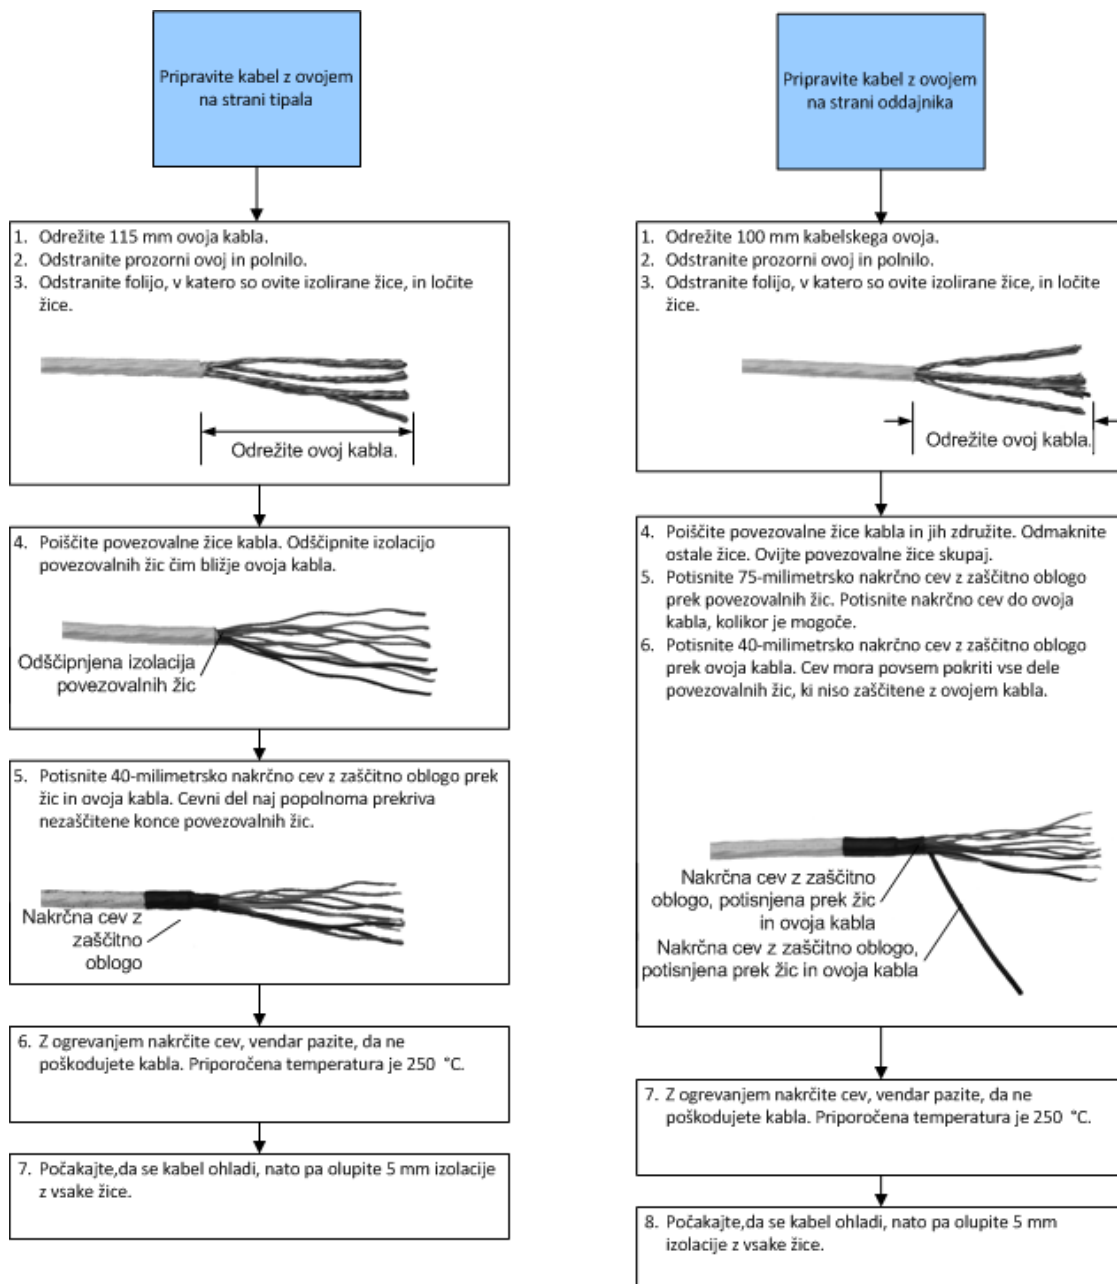 Pripravite kabel z ovojem
na strani tipala
1. Odrežite 115 mm ovoja kabla.
2. Odstranite prozorni ovoj in polnilo.
3. Odstranite folijo, v katero so ovite izolirane žice, in ločite
žice.
Odrežite ovoj kabla.
4. Poiščite povezovalne žice kabla. Odščipnite izolacijo
povezovalnih žic čim bližje ovoja kabla.
Odščipnjena izolacija
povezovalnih žic
5. Potisnite 40-milimetrsko nakrčno cev z zaščitno oblogo prek
žic in ovoja kabla. Cevni del naj popolnoma prekriva
nezaščitene konce povezovalnih žic.
Nakrčna cev z
zaščitno
oblogo
6. Z ogrevanjem nakrčite cev, vendar pazite, da ne
poškodujete kabla. Priporočena temperatura je 250 °C.
7. Počakajte,da se kabel ohladi, nato pa olupite 5 mm izolacije
z vsake žice.
Pripravite kabel z ovojem
na strani oddajnika
1. Odrežite 100 mm kabelskega ovoja.
2. Odstranite prozorni ovoj in polnilo.
3. Odstranite folijo, v katero so ovite izolirane žice, in ločite
žice.
Odrežite ovoj kabla.
4. Poiščite povezovalne žice kabla in jih združite. Odmaknite
ostale žice. Ovijte povezovalne žice skupaj.
5. Potisnite 75-milimetrsko nakrčno cev z zaščitno oblogo
prek povezovalnih žic. Potisnite nakrčno cev do ovoja
kabla, kolikor je mogoče.
6. Potisnite 40-milimetrsko nakrčno cev z zaščitno oblogo
prek ovoja kabla. Cev mora povsem pokriti vse dele
povezovalnih žic, ki niso zaščitene z ovojem kabla.
Nakrčna cev z zaščitno
oblogo, potisnjena prek žic
in ovoja kabla
Nakrčna cev z zaščitno oblogo,
potisnjena prek žic in ovoja kabla
7. Z ogrevanjem nakrčite cev, vendar pazite, da ne
poškodujete kabla. Priporočena temperatura je 250 °C.
8. Počakajte,da se kabel ohladi, nato pa olupite 5 mm
izolacije z vsake žice.